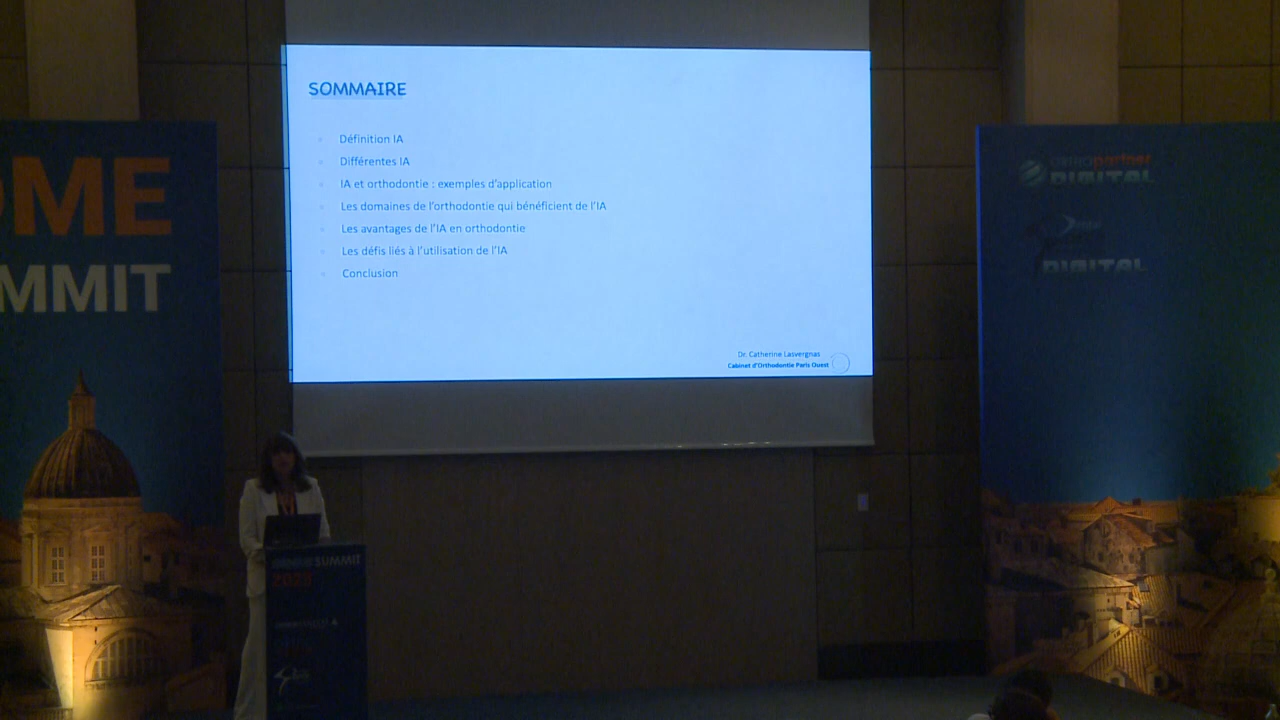 SOMMAIRE
Définition IA
Différentes IA
IA et orthodontie : exemples d'application
Les domaines de l'orthodontie qui bénéficient de l'IA
Les avantages de l'IA en orthodontie
Les défis liés à l'utilisation de l'IA
Conclusion
Dr. Catherine Lasvergnas
Cabinet d'Orthodontie Paris Ouest
OME
MMIT
ORTHOpartner
DIGITAL
DIGITAL
SUMMIT